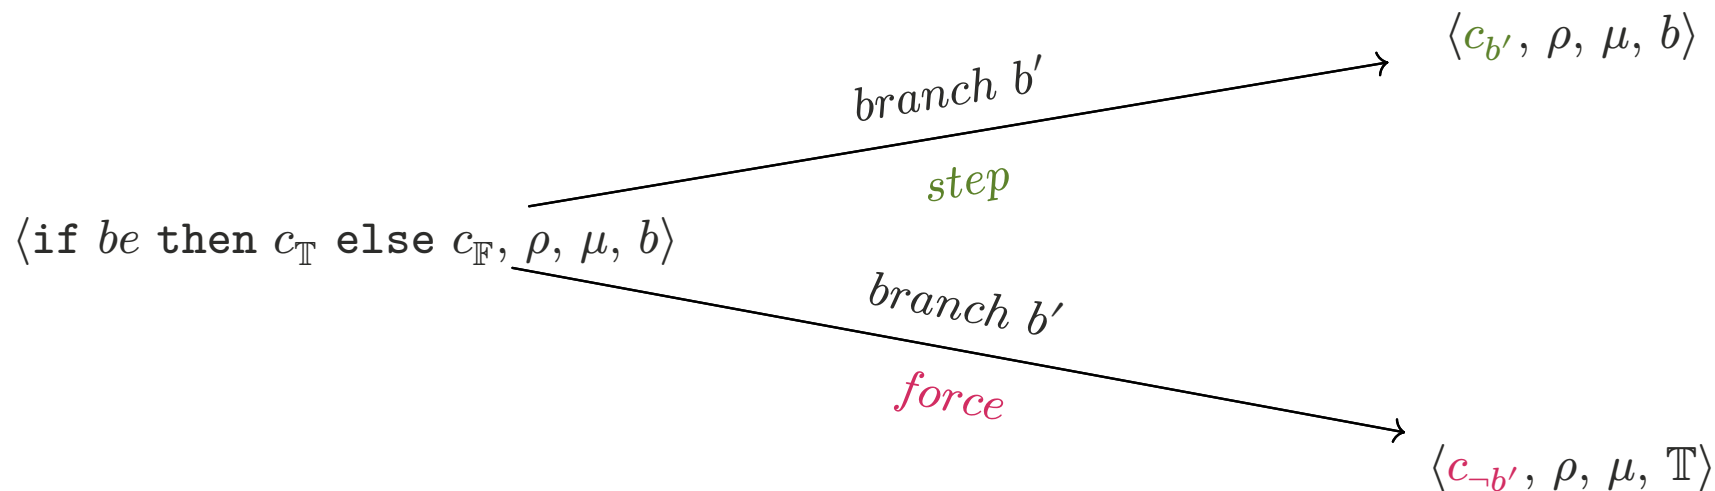 ⟨c_{b′}, ρ, μ, b⟩
branch b′
step
⟨if be then c_𝕋 else c_𝔽, ρ, μ, b⟩
branch b′
force
⟨c_{¬b′}, ρ, μ, 𝕋⟩